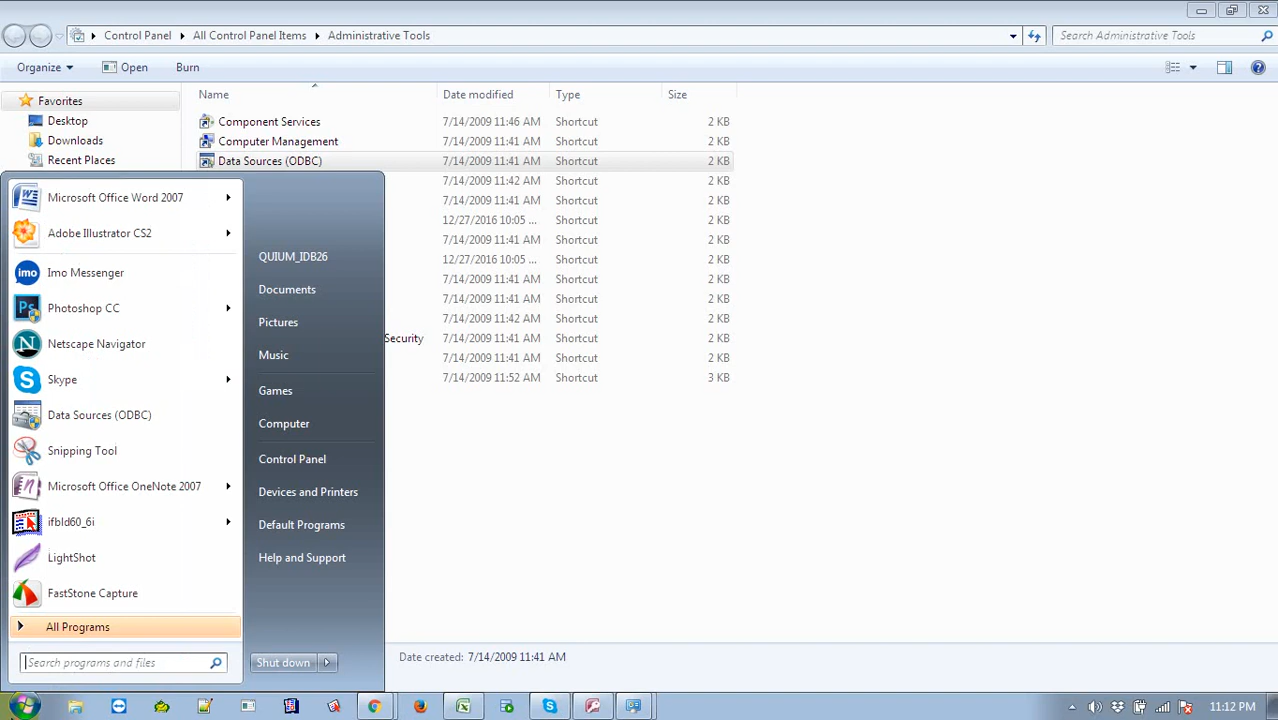 Control Panel All Control Panel Items Administrative Tools Search Administrative Tools
Organize Open Burn
Favorites Name Date modified Type Size
Desktop Component Services 7/14/2009 11:46 AM Shortcut 2 KB
Downloads Computer Management 7/14/2009 11:41 AM Shortcut 2 KB
Recent Places Data Sources (ODBC) 7/14/2009 11:41 AM Shortcut 2 KB
7/14/2009 11:42 AM Shortcut 2 KB
7/14/2009 11:41 AM Shortcut 2 KB
12/27/2016 10:05 ... Shortcut 2 KB
7/14/2009 11:41 AM Shortcut 2 KB
12/27/2016 10:05 ... Shortcut 2 KB
7/14/2009 11:41 AM Shortcut 2 KB
7/14/2009 11:41 AM Shortcut 2 KB
7/14/2009 11:42 AM Shortcut 2 KB
Security 7/14/2009 11:41 AM Shortcut 2 KB
7/14/2009 11:41 AM Shortcut 2 KB
7/14/2009 11:52 AM Shortcut 3 KB
Microsoft Office Word 2007
Adobe Illustrator CS2
imo Imo Messenger
Ps Photoshop CC
N Netscape Navigator
S Skype
Data Sources (ODBC)
Snipping Tool
Microsoft Office OneNote 2007
ifbld60_6i
LightShot
FastStone Capture
All Programs
Search programs and files
QUIUM_IDB26
Documents
Pictures
Music
Games
Computer
Control Panel
Devices and Printers
Default Programs
Help and Support
Shut down
Date created: 7/14/2009 11:41 AM
11:12 PM